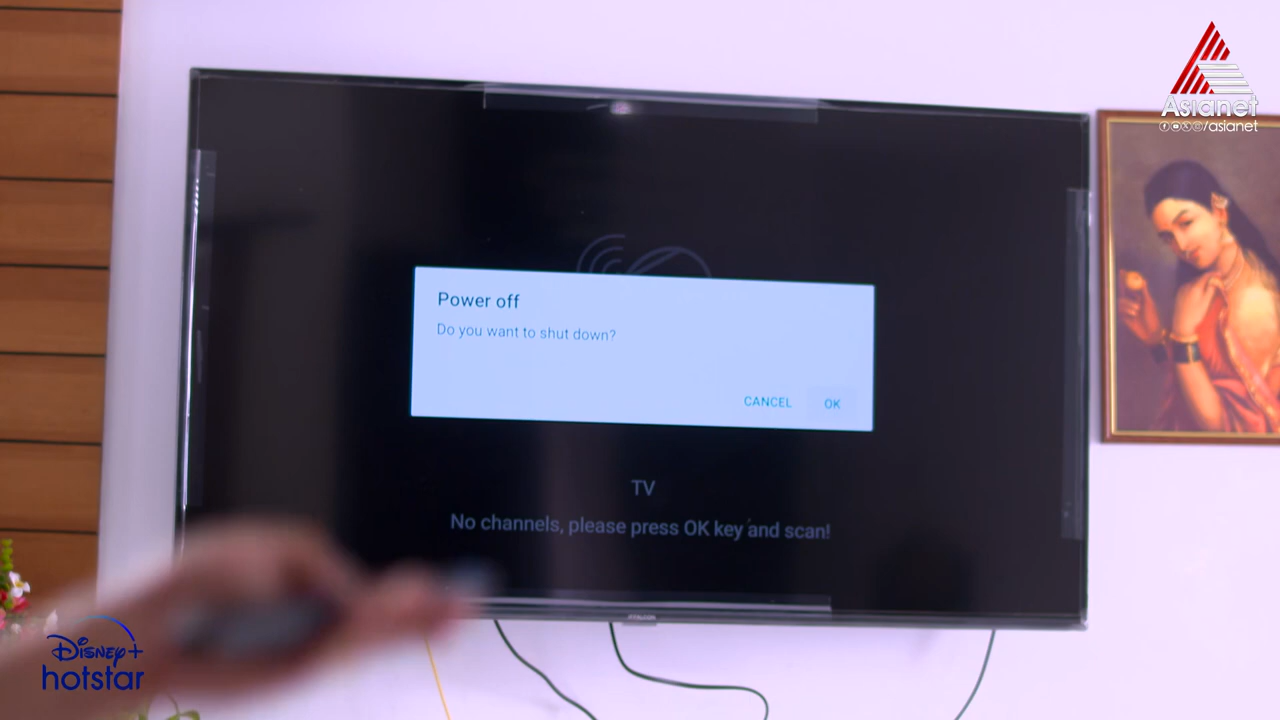 Asianet
/asianet
Power off
Do you want to shut down?
CANCEL OK
TV
No channels, please press OK key and scan!
Disney+
hotstar